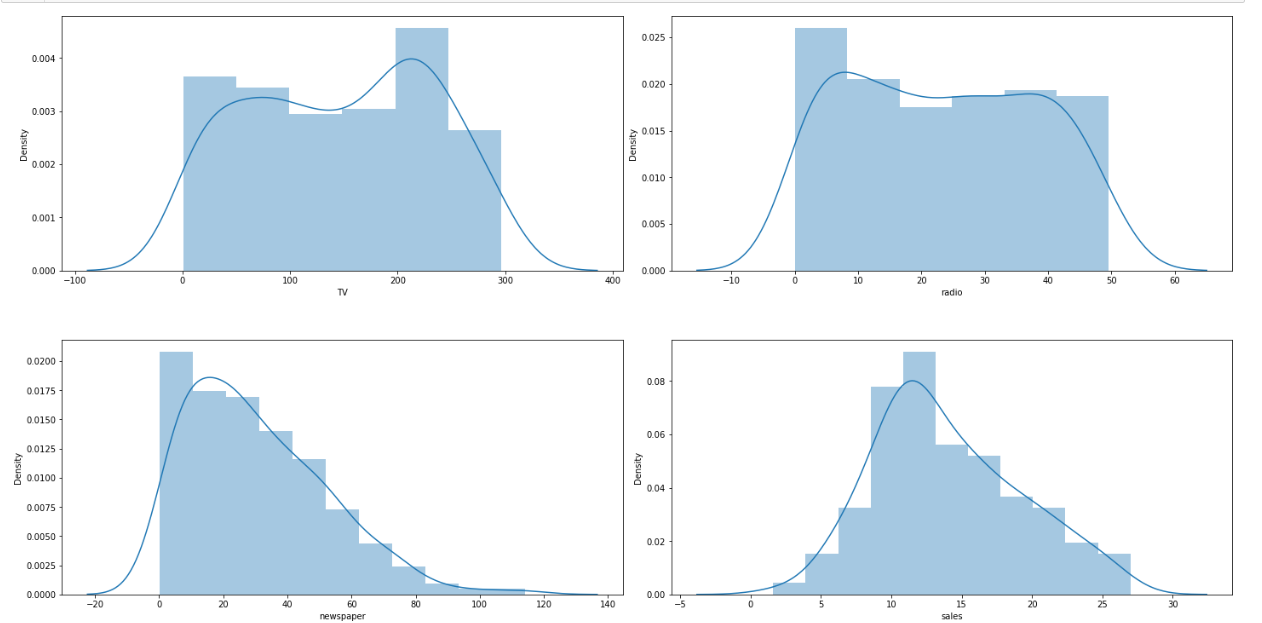 Density
0.004
0.003
0.002
0.001
0.000
−100 0 100 200 300 400
TV
Density
0.025
0.020
0.015
0.010
0.005
0.000
−10 0 10 20 30 40 50 60
radio
Density
0.0200
0.0175
0.0150
0.0125
0.0100
0.0075
0.0050
0.0025
0.0000
−20 0 20 40 60 80 100 120 140
newspaper
Density
0.08
0.06
0.04
0.02
0.00
−5 0 5 10 15 20 25 30
sales